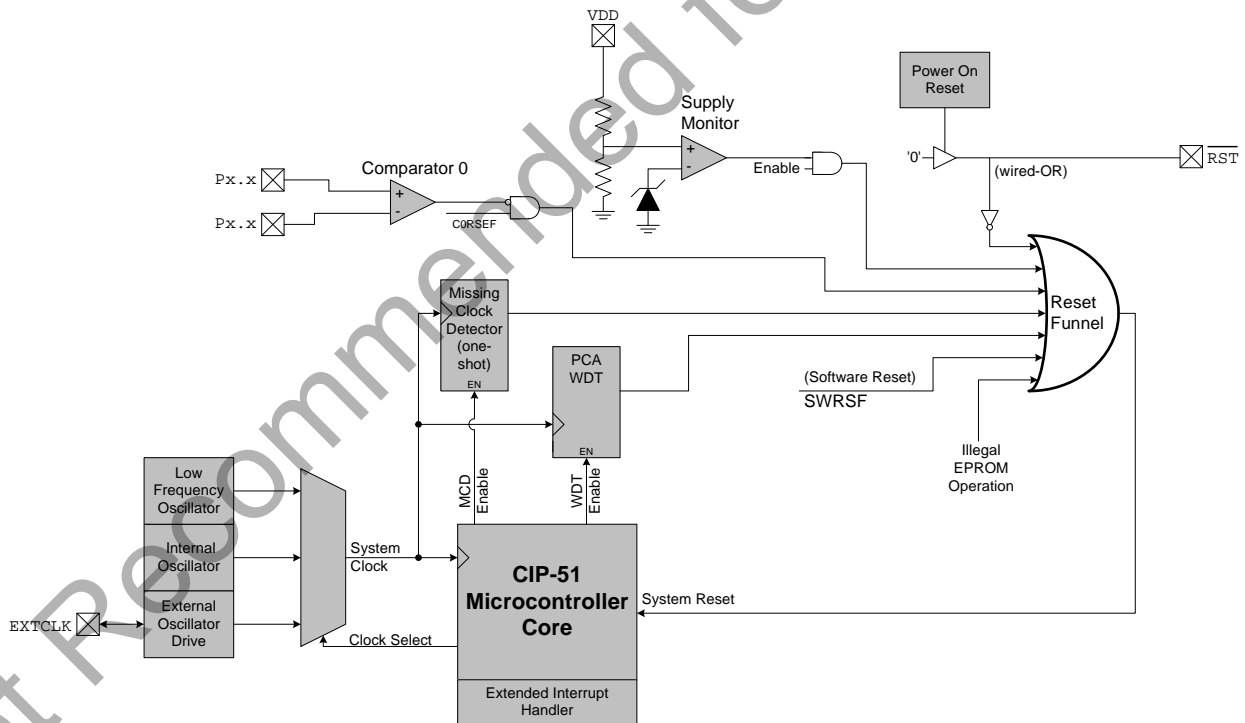 VDD
Power On
Reset
Supply
Monitor
'0'
RST
Enable
(wired-OR)
Comparator 0
Px.x
Px.x
C0RSEF
Missing
Clock
Detector
(one-
shot)
EN
Reset
Funnel
PCA
WDT
EN
(Software Reset)
SWRSF
Illegal
EPROM
Operation
Low
Frequency
Oscillator
Internal
Oscillator
External
Oscillator
Drive
EXTCLK
System
Clock
Clock Select
MCD
Enable
WDT
Enable
CIP-51
Microcontroller
Core
System Reset
Extended Interrupt
Handler
+
-
+
-
Recommended